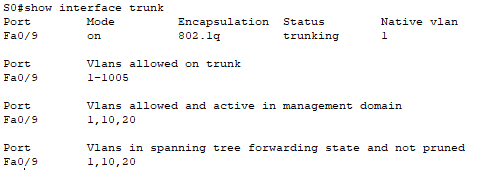 S0#show interface trunk
Port Mode Encapsulation Status Native vlan
Fa0/9 on 802.1q trunking 1
Port Vlans allowed on trunk
Fa0/9 1-1005
Port Vlans allowed and active in management domain
Fa0/9 1,10,20
Port Vlans in spanning tree forwarding state and not pruned
Fa0/9 1,10,20